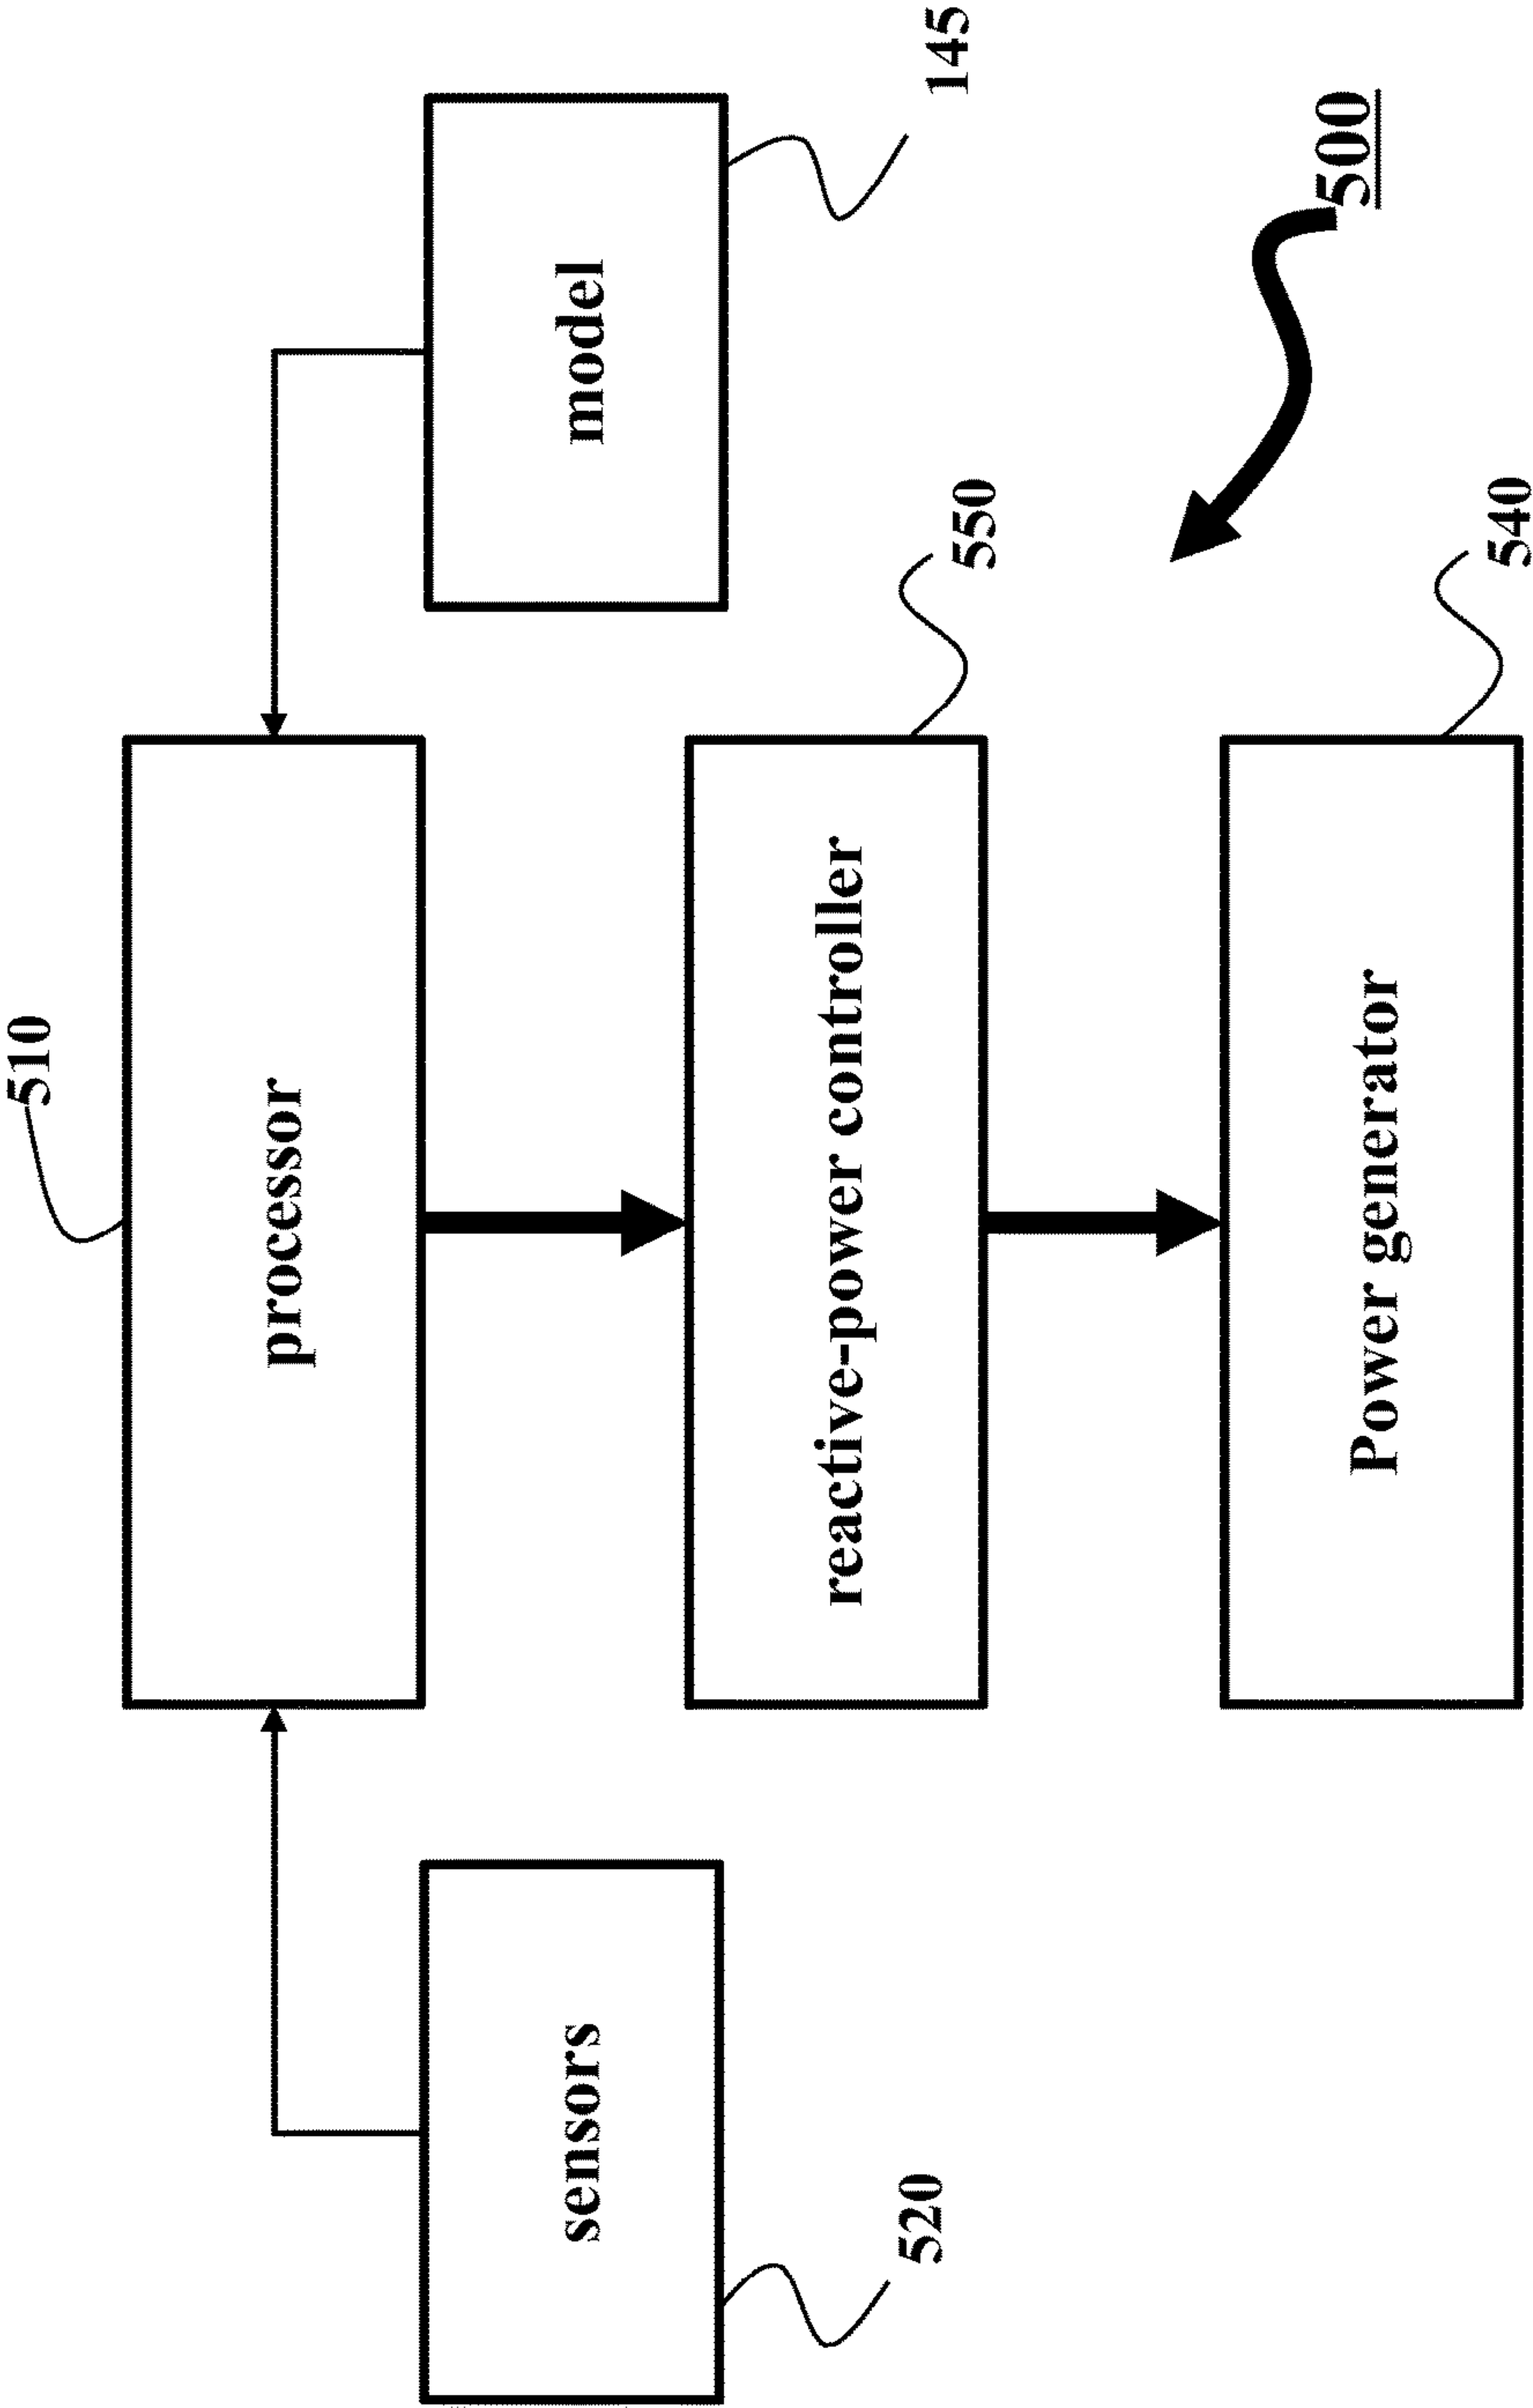 510
processor
sensors
520
model
145
reactive-power controller
550
500
Power generator
540